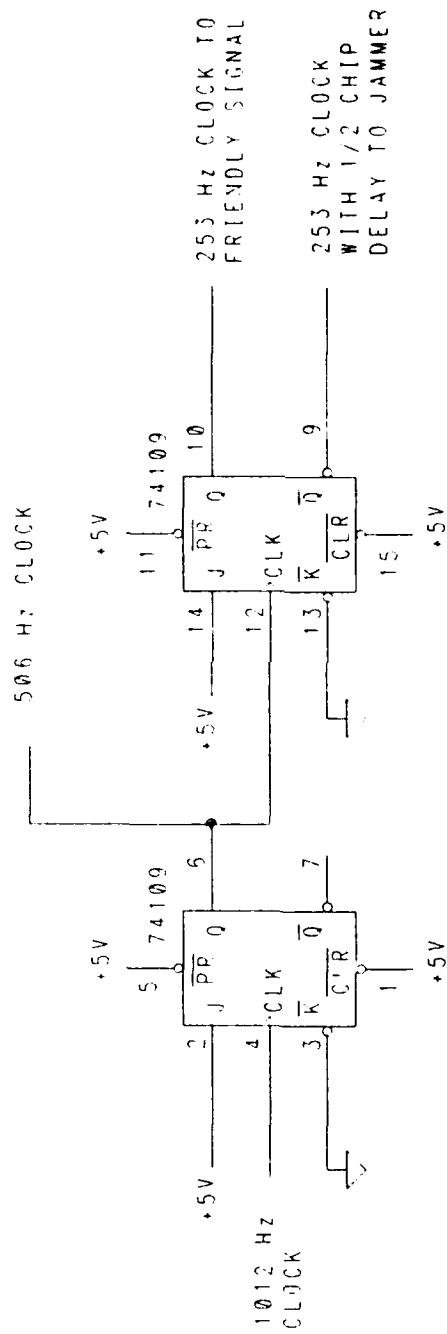 506 Hz CLOCK
+5V
5
74109
PR
2
J
Q
6
+5V
1012 Hz
CLOCK
4
CLK
3
K
Q
7
CLR
1
+5V
+5V
11
74109
PR
14
J
Q
10
+5V
12
CLK
13
K
Q
9
CLR
15
+5V
253 Hz CLOCK TO
FRIENDLY SIGNAL
253 Hz CLOCK
WITH 1/2 CHIP
DELAY TO JAMMER